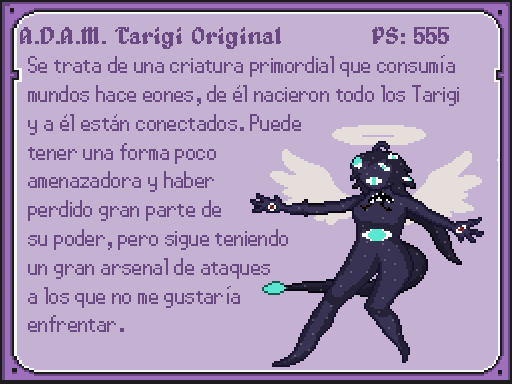 A.D.A.M. Tarigi Original PS: 555
Se trata de una criatura primordial que consumía
mundos hace eones, de él nacieron todo los Tarigi
y a él están conectados. Puede
tener una forma poco
amenazadora y haber
perdido gran parte de
su poder, pero sigue teniendo
un gran arsenal de ataques
a los que no me gustaría
enfrentar.